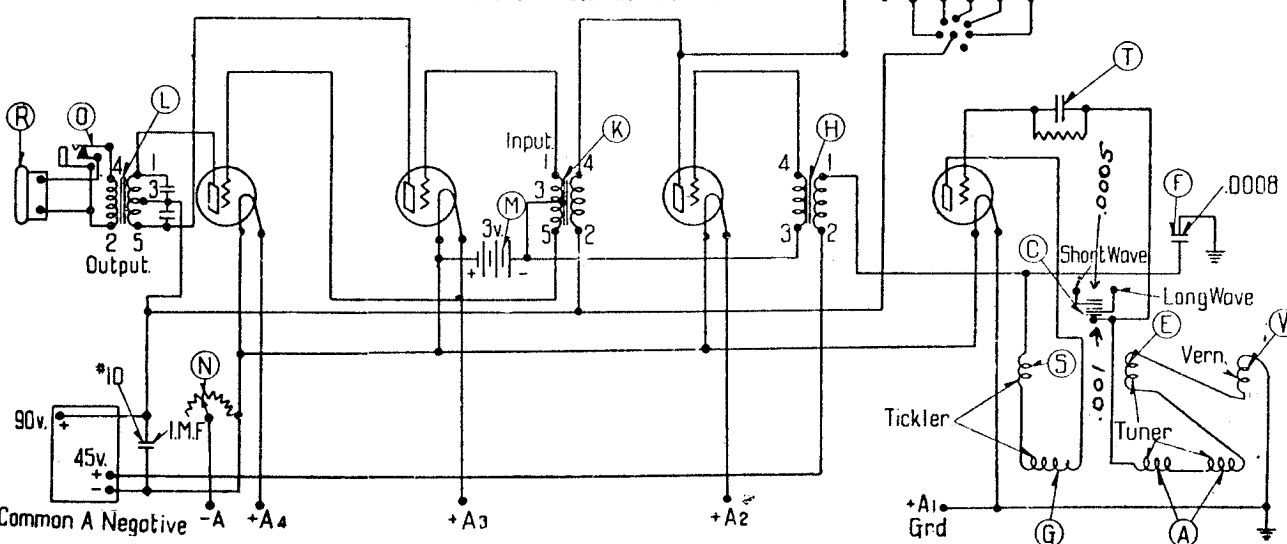 T
R
O
L
K
H
Input.
4 1
1 4
4 1
.0005
3
3
M
F
.0008
3v.
2 5
5 2
3 2
Output.
+ -
C
Short Wave
Long Wave
E
V
Vern.
#10
N
S
.001
90v.
+
1.M.F
Tickler
Tuner
45v.
+
-
Common A Negative
-A
+A4
+A3
+A2
+A1
Grd
G
A